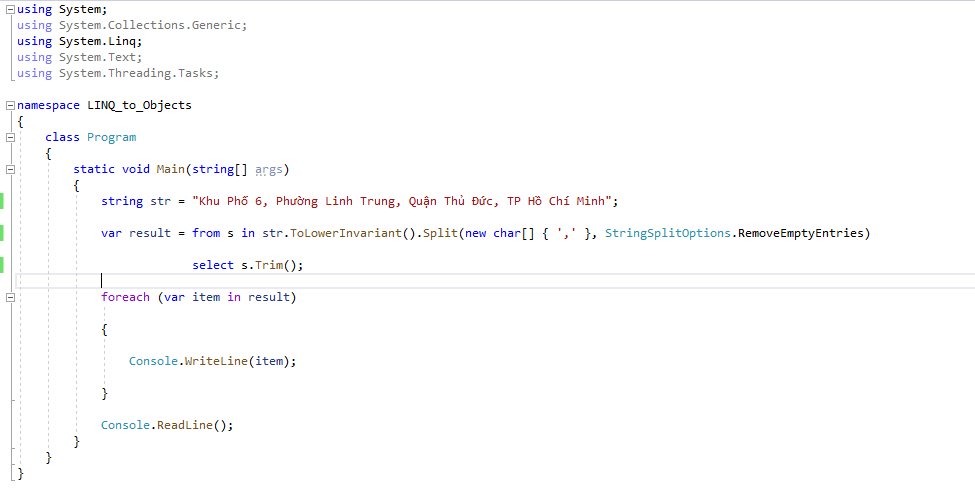 using System;
using System.Collections.Generic;
using System.Linq;
using System.Text;
using System.Threading.Tasks;
namespace LINQ_to_Objects
{
class Program
{
static void Main(string[] args)
{
string str = "Khu Phố 6, Phường Linh Trung, Quận Thủ Đức, TP Hồ Chí Minh";
var result = from s in str.ToLowerInvariant().Split(new char[] { ',' }, StringSplitOptions.RemoveEmptyEntries)
select s.Trim();
foreach (var item in result)
{
Console.WriteLine(item);
}
Console.ReadLine();
}
}
}